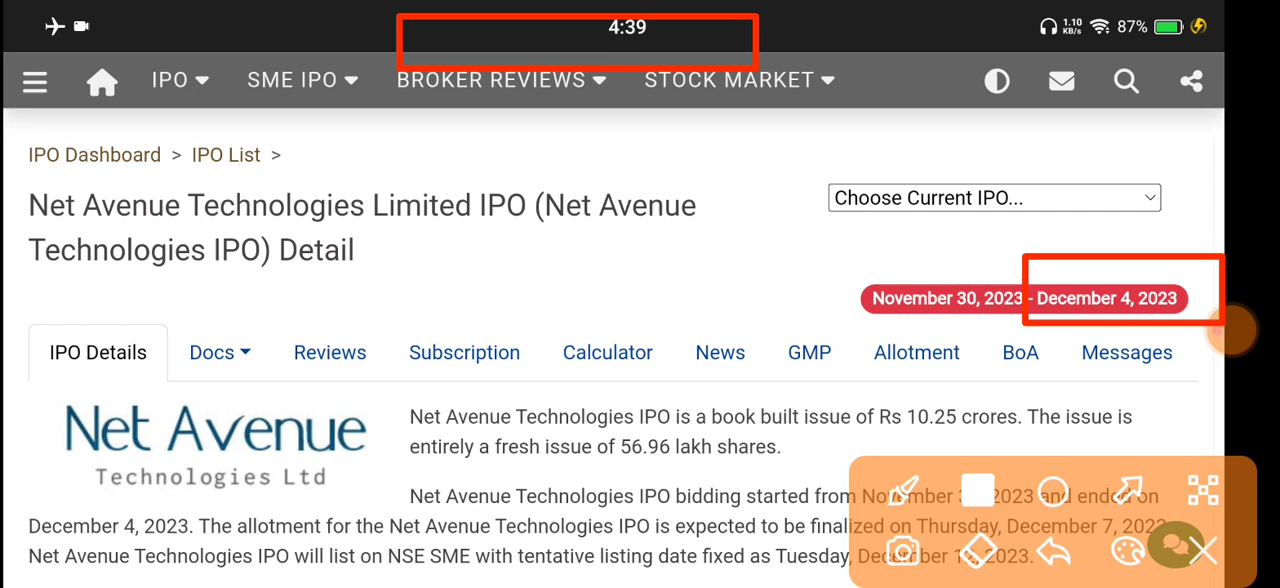 4:39
1.10
KB/s
87%
IPO
SME IPO
BROKER REVIEWS
STOCK MARKET
IPO Dashboard > IPO List >
Net Avenue Technologies Limited IPO (Net Avenue
Technologies IPO) Detail
Choose Current IPO...
November 30, 2023 - December 4, 2023
IPO Details
Docs
Reviews
Subscription
Calculator
News
GMP
Allotment
BoA
Messages
Net Avenue
Technologies Ltd
Net Avenue Technologies IPO is a book built issue of Rs 10.25 crores. The issue is
entirely a fresh issue of 56.96 lakh shares.
Net Avenue Technologies IPO bidding started from November 2023 and ended on
December 4, 2023. The allotment for the Net Avenue Technologies IPO is expected to be finalized on Thursday, December 7, 2023.
Net Avenue Technologies IPO will list on NSE SME with tentative listing date fixed as Tuesday, December 2023.